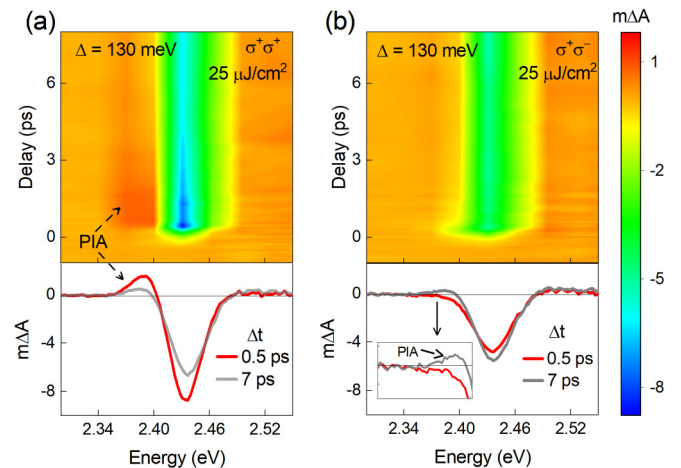 (a)
Δ = 130 meV
σ⁺σ⁺
25 μJ/cm²
Delay (ps)
6
3
0
PIA
mΔA
0
-4
-8
Δt
0.5 ps
7 ps
2.34
2.40
2.46
2.52
Energy (eV)
(b)
Δ = 130 meV
σ⁺σ⁻
25 μJ/cm²
Delay (ps)
6
3
0
mΔA
0
-4
-8
PIA
Δt
0.5 ps
7 ps
2.34
2.40
2.46
2.52
Energy (eV)
mΔA
1
-2
-5
-8